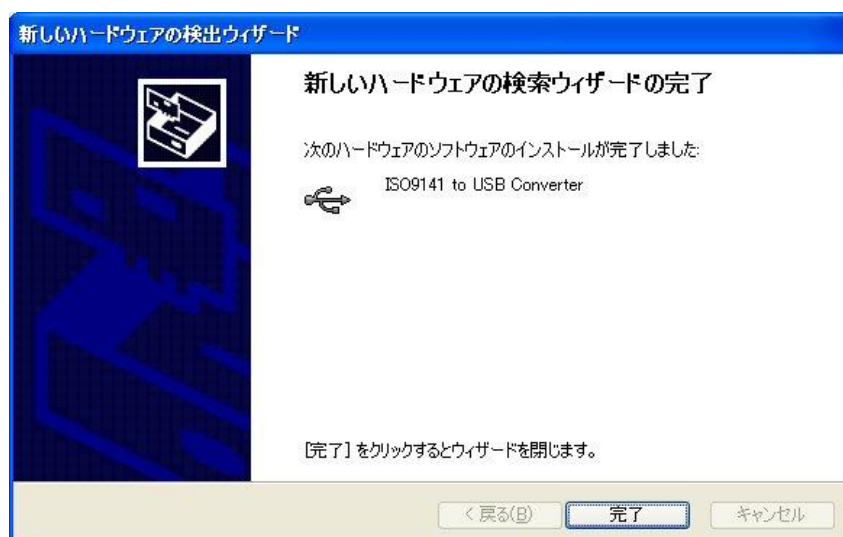 新しいハードウェアの検出ウィザード
新しいハードウェアの検索ウィザードの完了
次のハードウェアのソフトウェアのインストールが完了しました:
ISO9141 to USB Converter
[完了] をクリックするとウィザードを閉じます。
< 戻る(B)
完了
キャンセル